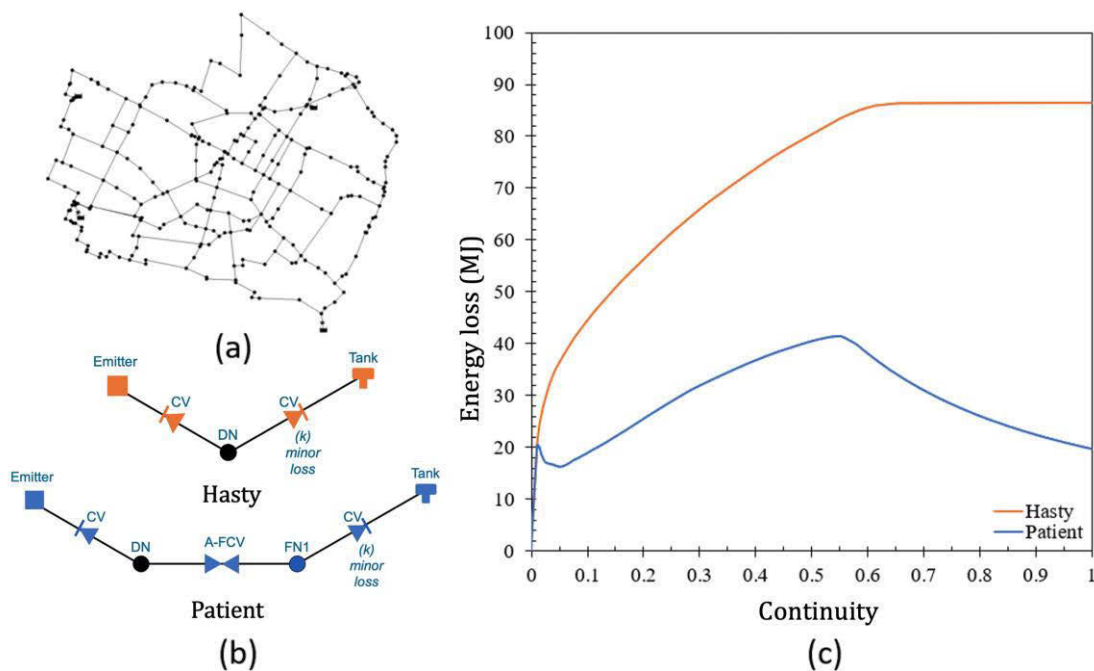 (a)
Emitter
CV
DN
CV
(k)
minor
loss
Tank
Hasty
Emitter
CV
DN
A-FCV
FN1
CV
(k)
minor
loss
Tank
Patient
(b)
Energy loss (MJ)
100
90
80
70
60
50
40
30
20
10
0
0
0.1
0.2
0.3
0.4
0.5
0.6
0.7
0.8
0.9
1
Hasty
Patient
Continuity
(c)